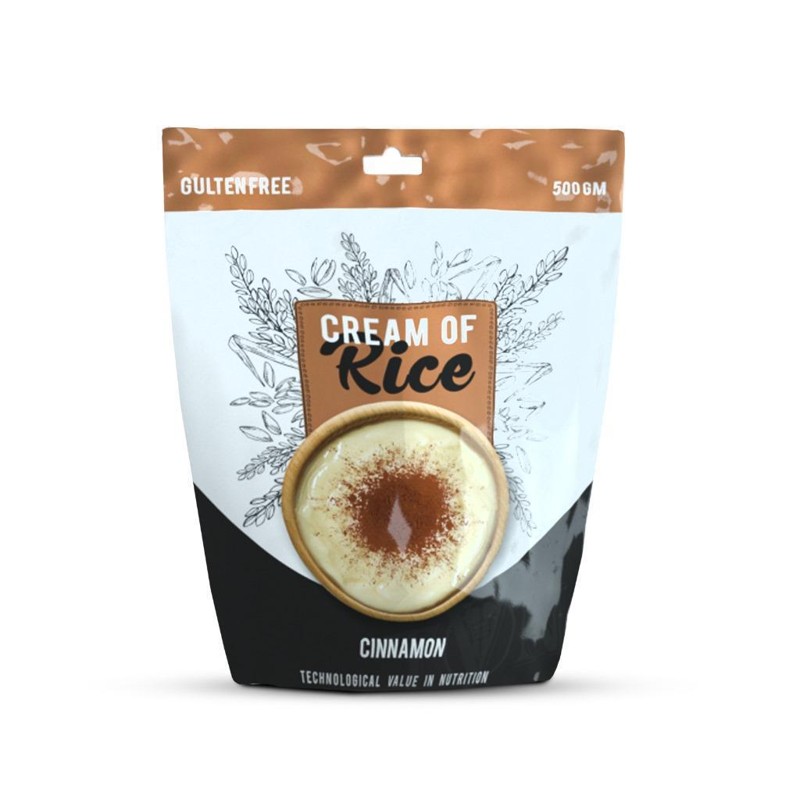 GULTENFREE
500GM
CREAM OF
Rice
CINNAMON
TECHNOLOGICAL VALUE IN NUTRITION